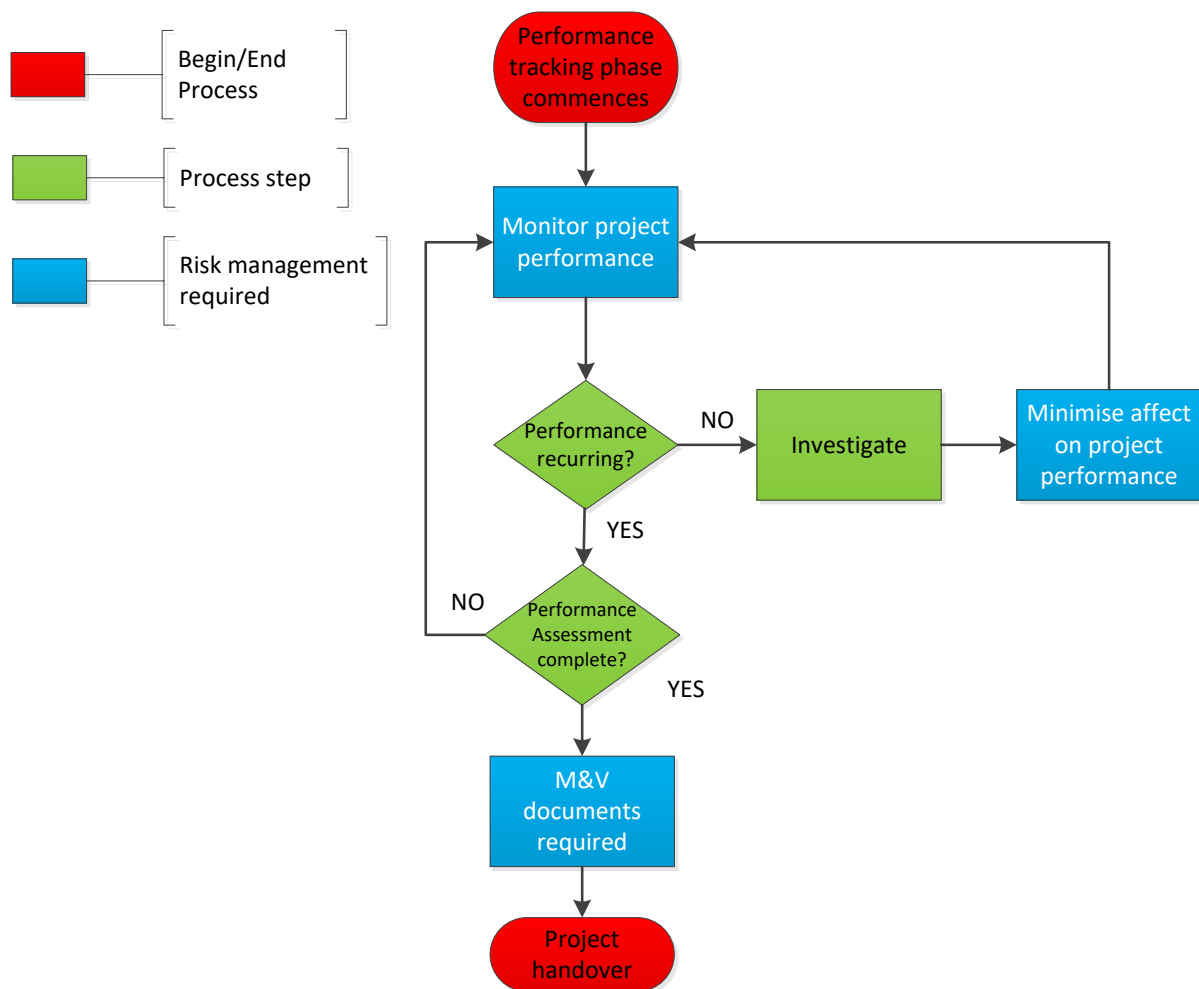 Begin/End
Process
Process step
Risk management
required
Performance
tracking phase
commences
Monitor project
performance
Performance
recurring?
NO
Investigate
Minimise affect
on project
performance
YES
NO
Performance
Assessment
complete?
YES
M&V
documents
required
Project
handover